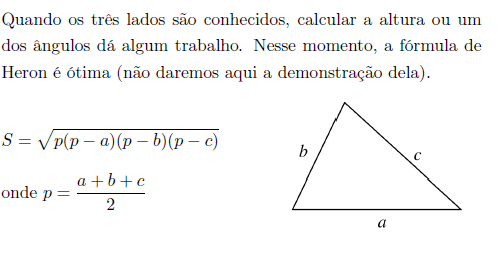 Quando os três lados são conhecidos, calcular a altura ou um
dos ângulos dá algum trabalho. Nesse momento, a fórmula de
Heron é ótima (não daremos aqui a demonstração dela).
S = √p(p − a)(p − b)(p − c)
onde p = (a + b + c)/2
b
c
a